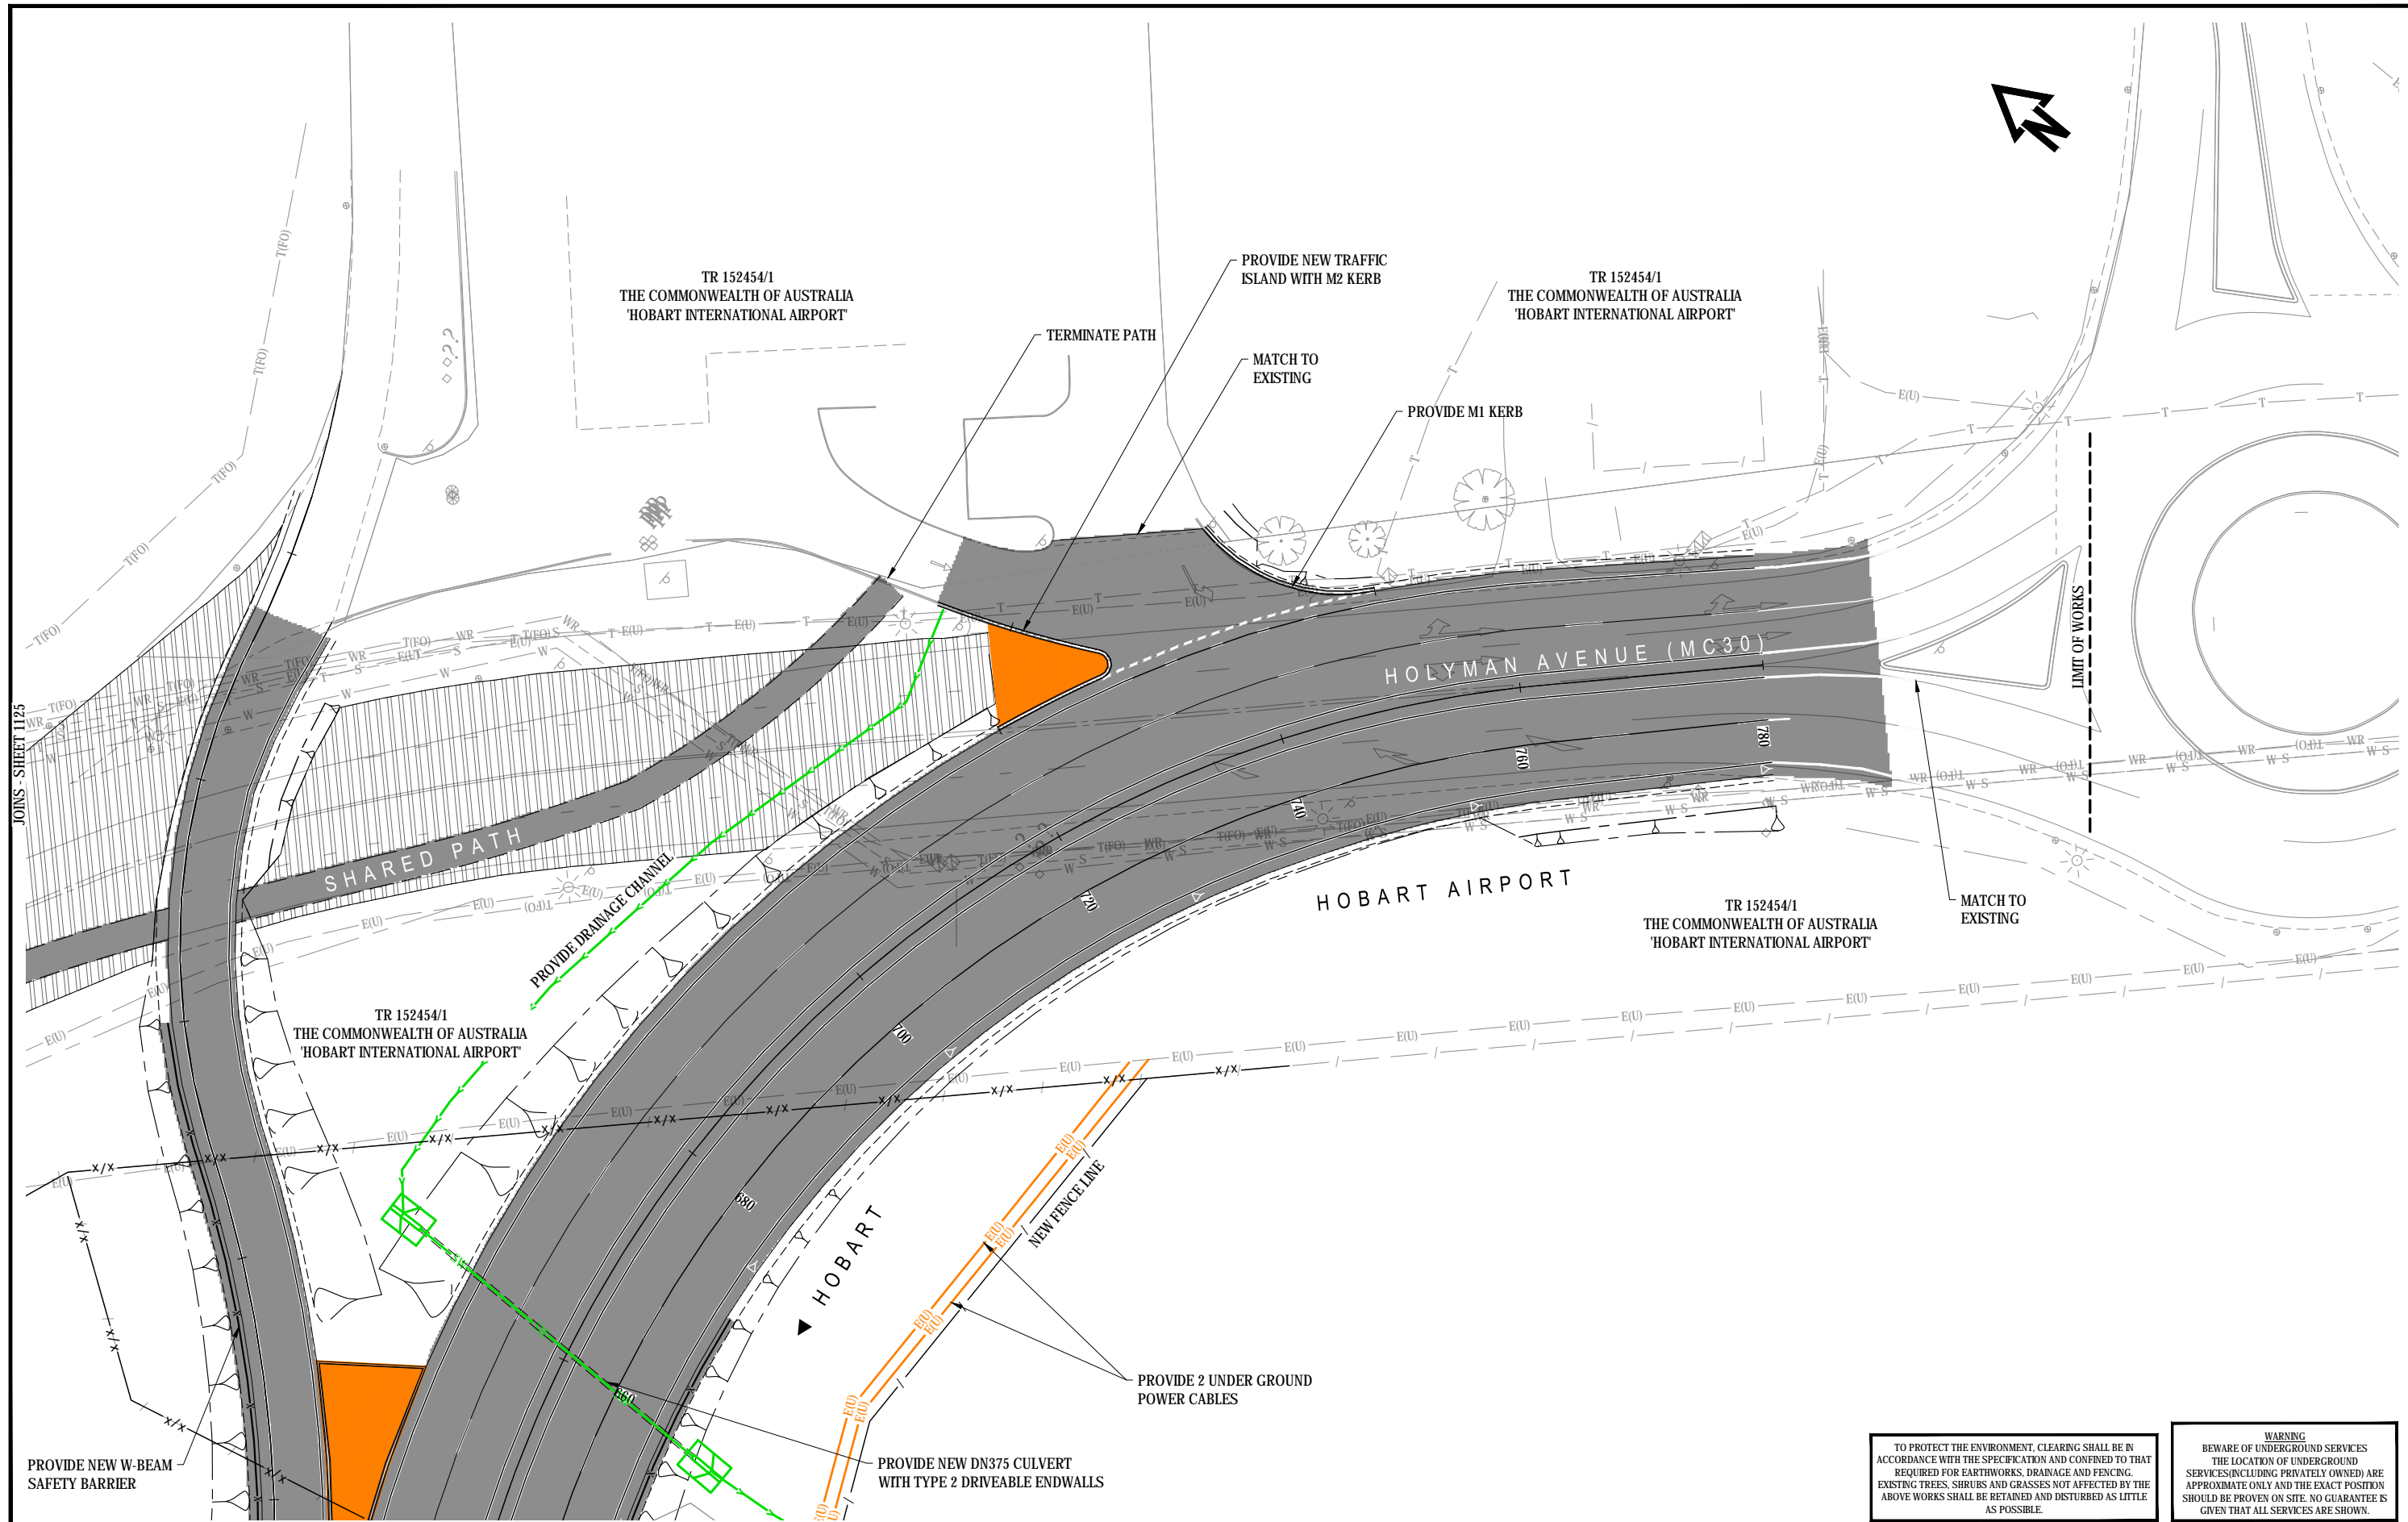 N
TR 152454/1
THE COMMONWEALTH OF AUSTRALIA
'HOBART INTERNATIONAL AIRPORT'
PROVIDE NEW TRAFFIC
ISLAND WITH M2 KERB
TR 152454/1
THE COMMONWEALTH OF AUSTRALIA
'HOBART INTERNATIONAL AIRPORT'
TERMINATE PATH
MATCH TO
EXISTING
PROVIDE M1 KERB
LIMIT OF WORKS
JOINS - SHEET 1125
HOLYMAN AVENUE (MC30)
780
760
740
720
700
680
660
SHARED PATH
PROVIDE DRAINAGE CHANNEL
HOBART AIRPORT
TR 152454/1
THE COMMONWEALTH OF AUSTRALIA
'HOBART INTERNATIONAL AIRPORT'
MATCH TO
EXISTING
TR 152454/1
THE COMMONWEALTH OF AUSTRALIA
'HOBART INTERNATIONAL AIRPORT'
NEW FENCE LINE
HOBART
PROVIDE 2 UNDER GROUND
POWER CABLES
PROVIDE NEW W-BEAM
SAFETY BARRIER
PROVIDE NEW DN375 CULVERT
WITH TYPE 2 DRIVEABLE ENDWALLS
TO PROTECT THE ENVIRONMENT, CLEARING SHALL BE IN
ACCORDANCE WITH THE SPECIFICATION AND CONFINED TO THAT
REQUIRED FOR EARTHWORKS, DRAINAGE AND FENCING.
EXISTING TREES, SHRUBS AND GRASSES NOT AFFECTED BY THE
ABOVE WORKS SHALL BE RETAINED AND DISTURBED AS LITTLE
AS POSSIBLE.
WARNING
BEWARE OF UNDERGROUND SERVICES
THE LOCATION OF UNDERGROUND
SERVICES(INCLUDING PRIVATELY OWNED) ARE
APPROXIMATE ONLY AND THE EXACT POSITION
SHOULD BE PROVEN ON SITE. NO GUARANTEE IS
GIVEN THAT ALL SERVICES ARE SHOWN.